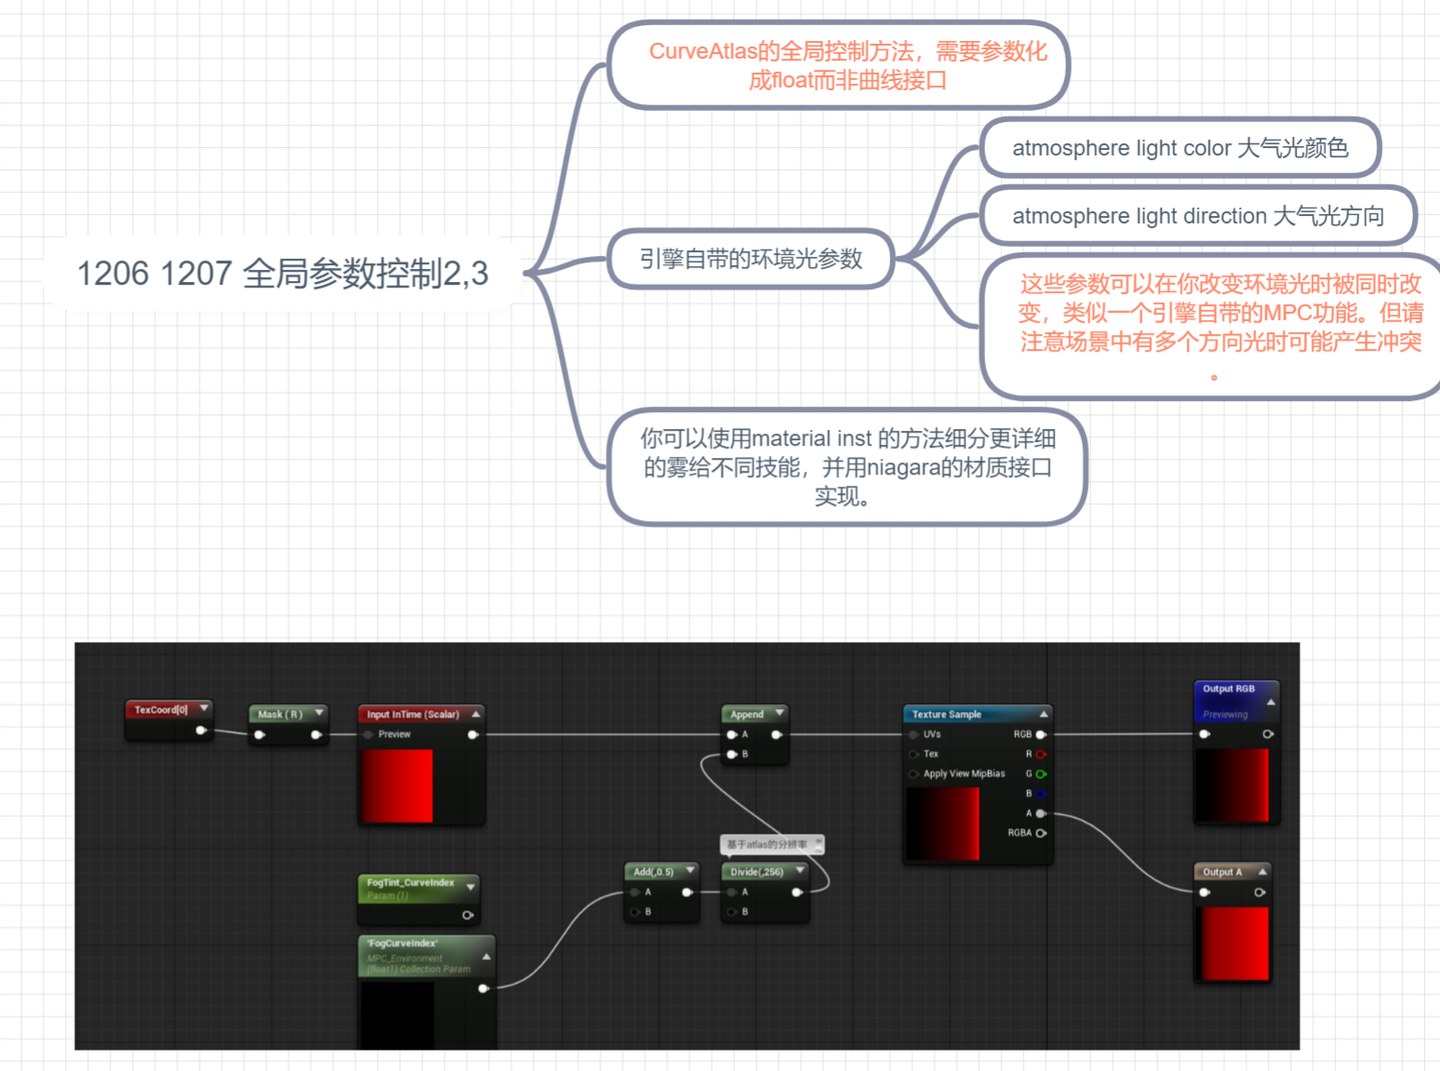 CurveAtlas的全局控制方法，需要参数化
成float而非曲线接口
atmosphere light color 大气光颜色
atmosphere light direction 大气光方向
1206 1207 全局参数控制2,3
引擎自带的环境光参数
这些参数可以在你改变环境光时被同时改
变，类似一个引擎自带的MPC功能。但请
注意场景中有多个方向光时可能产生冲突
。
你可以使用material inst 的方法细分更详细
的雾给不同技能，并用niagara的材质接口
实现。
TexCoord[0]
Mask ( R )
Input InTime (Scalar)
Preview
Append
A
B
Texture Sample
UVs
RGB
Tex
R
Apply View MipBias
G
B
A
RGBA
Output RGB
Previewing
基于atlas的分辨率
FogTint_CurveIndex
Param (1)
Add(,0.5)
A
B
Divide(,256)
A
B
Output A
'FogCurveIndex'
MPC_Environment
(float1) Collection Param